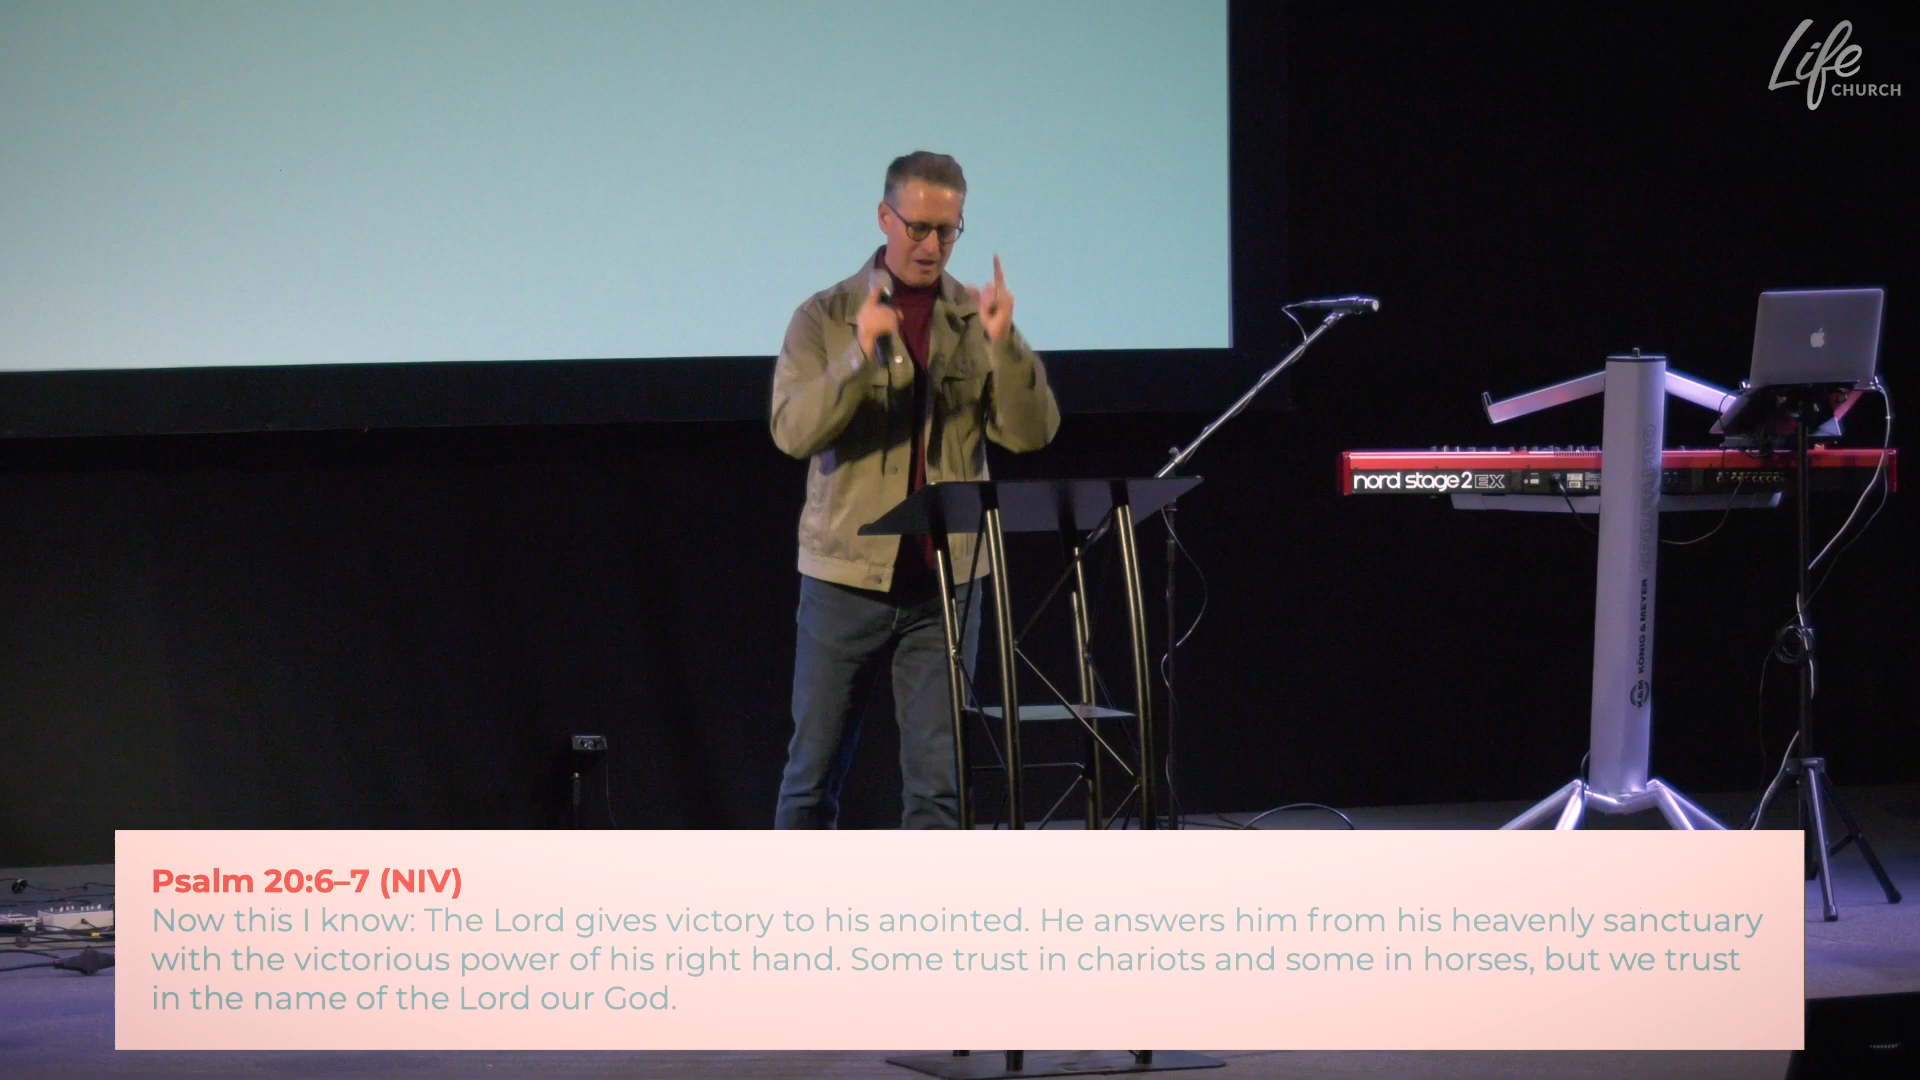 Life
CHURCH
nord stage 2 EX
K&M KÖNIG & MEYER
Psalm 20:6–7 (NIV)
Now this I know: The Lord gives victory to his anointed. He answers him from his heavenly sanctuary
with the victorious power of his right hand. Some trust in chariots and some in horses, but we trust
in the name of the Lord our God.